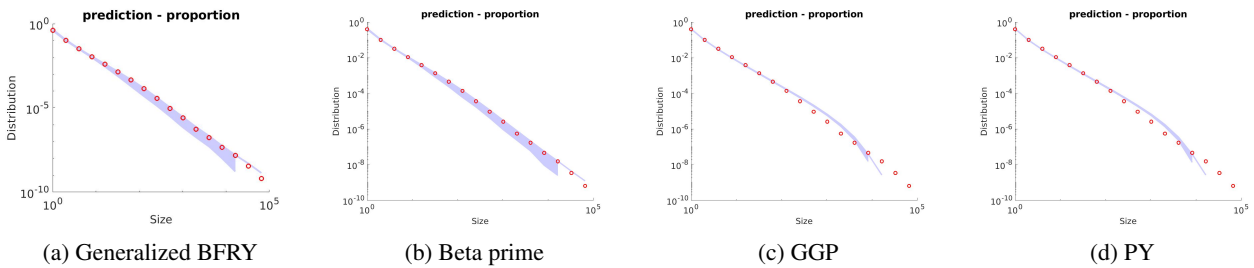 prediction - proportion
10^0
10^-5
10^-10
Distribution
10^0
10^5
Size
(a) Generalized BFRY
prediction - proportion
10^0
10^-2
10^-4
10^-6
10^-8
10^-10
Distribution
10^0
10^5
Size
(b) Beta prime
prediction - proportion
10^0
10^-2
10^-4
10^-6
10^-8
10^-10
Distribution
10^0
10^5
Size
(c) GGP
prediction - proportion
10^0
10^-2
10^-4
10^-6
10^-8
10^-10
Distribution
10^0
10^5
Size
(d) PY